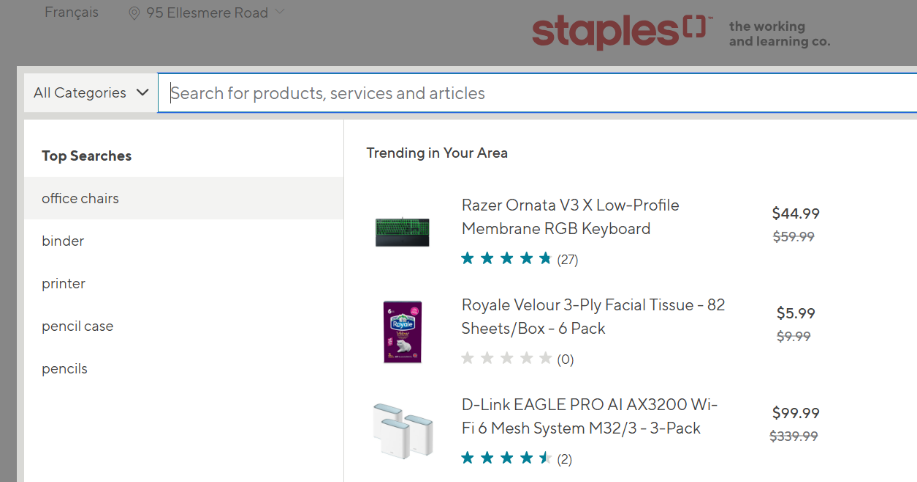 Français
95 Ellesmere Road
staples
the working
and learning co.
All Categories
Search for products, services and articles
Top Searches
office chairs
binder
printer
pencil case
pencils
Trending in Your Area
Razer Ornata V3 X Low-Profile
Membrane RGB Keyboard
(27)
$44.99
$59.99
Royale
Royale Velour 3-Ply Facial Tissue - 82
Sheets/Box - 6 Pack
(0)
$5.99
$9.99
D-Link EAGLE PRO AI AX3200 Wi-
Fi 6 Mesh System M32/3 - 3-Pack
(2)
$99.99
$339.99